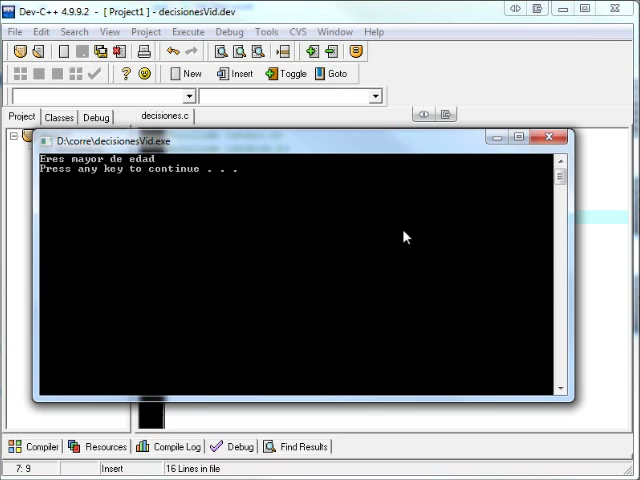 Dev-C++ 4.9.9.2 - [ Project1 ] - decisionesVid.dev
File Edit Search View Project Execute Debug Tools CVS Window Help
New Insert Toggle Goto
Project Classes Debug decisiones.c
D:\corre\decisionesVid.exe
Eres mayor de edad
Press any key to continue . . .
Compiler Resources Compile Log Debug Find Results
7: 9 Insert 16 Lines in file